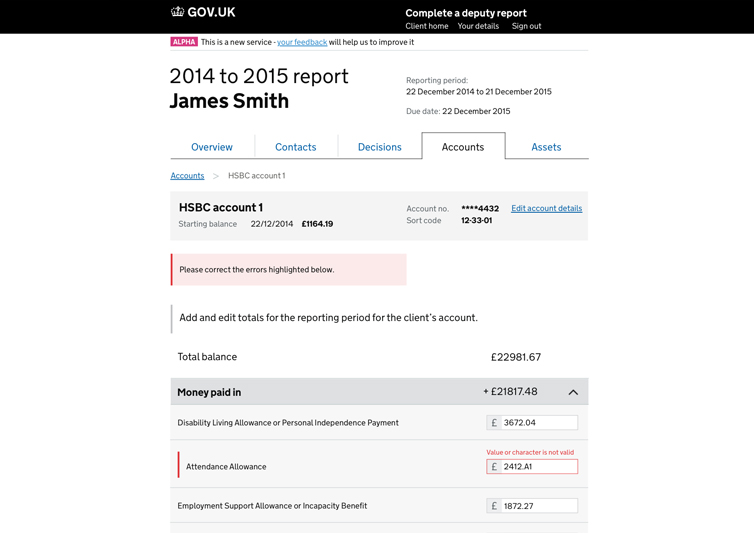 GOV.UK
Complete a deputy report
Client home Your details Sign out
ALPHA This is a new service - your feedback will help us to improve it
2014 to 2015 report
James Smith
Reporting period:
22 December 2014 to 21 December 2015
Due date: 22 December 2015
Overview Contacts Decisions Accounts Assets
Accounts > HSBC account 1
HSBC account 1
Starting balance 22/12/2014 £1164.19
Account no. ****4432 Edit account details
Sort code 12-33-01
Please correct the errors highlighted below.
Add and edit totals for the reporting period for the client's account.
Total balance £22981.67
Money paid in + £21817.48
Disability Living Allowance or Personal Independence Payment £ 3672.04
Value or character is not valid
Attendance Allowance £ 2412.A1
Employment Support Allowance or Incapacity Benefit £ 1872.27